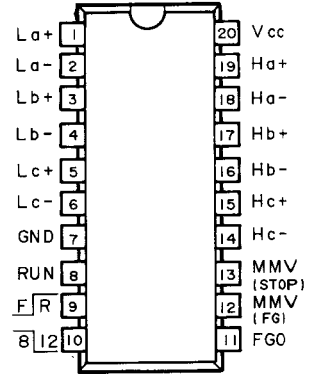 La+ 1 20 Vcc
La- 2 19 Ha+
Lb+ 3 18 Ha-
Lb- 4 17 Hb+
Lc+ 5 16 Hb-
Lc- 6 15 Hc+
GND 7 14 Hc-
RUN 8 13 MMV
(STOP)
F R 9 12 MMV
(FG)
8 12 10 11 FGO